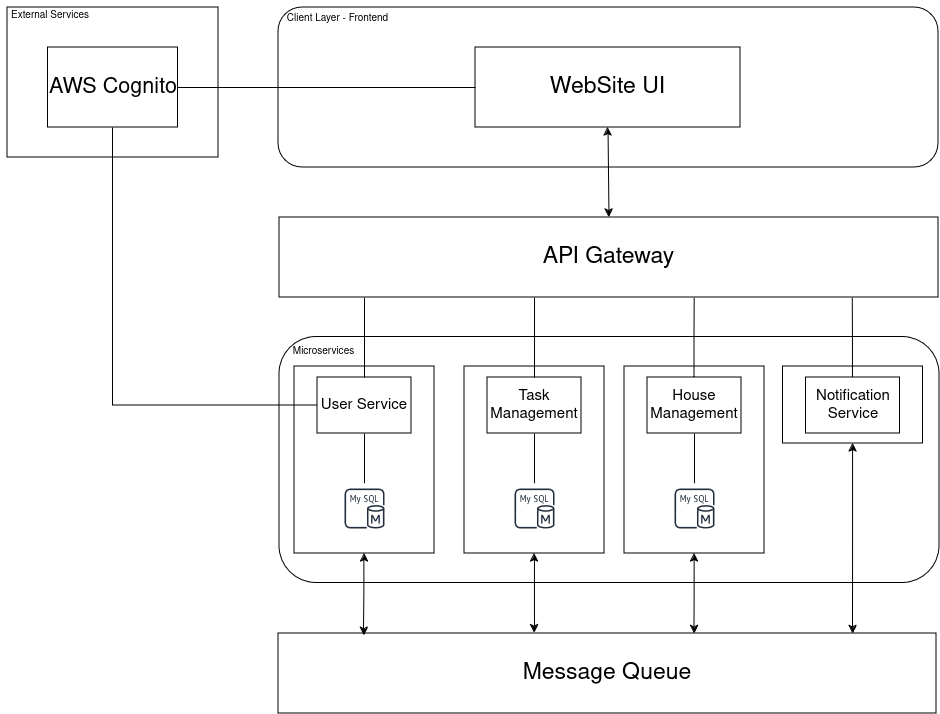 External Services
Client Layer - Frontend
AWS Cognito
WebSite UI
API Gateway
Microservices
User Service
Task
Management
House
Management
Notification
Service
My SQL
M
My SQL
M
My SQL
M
Message Queue